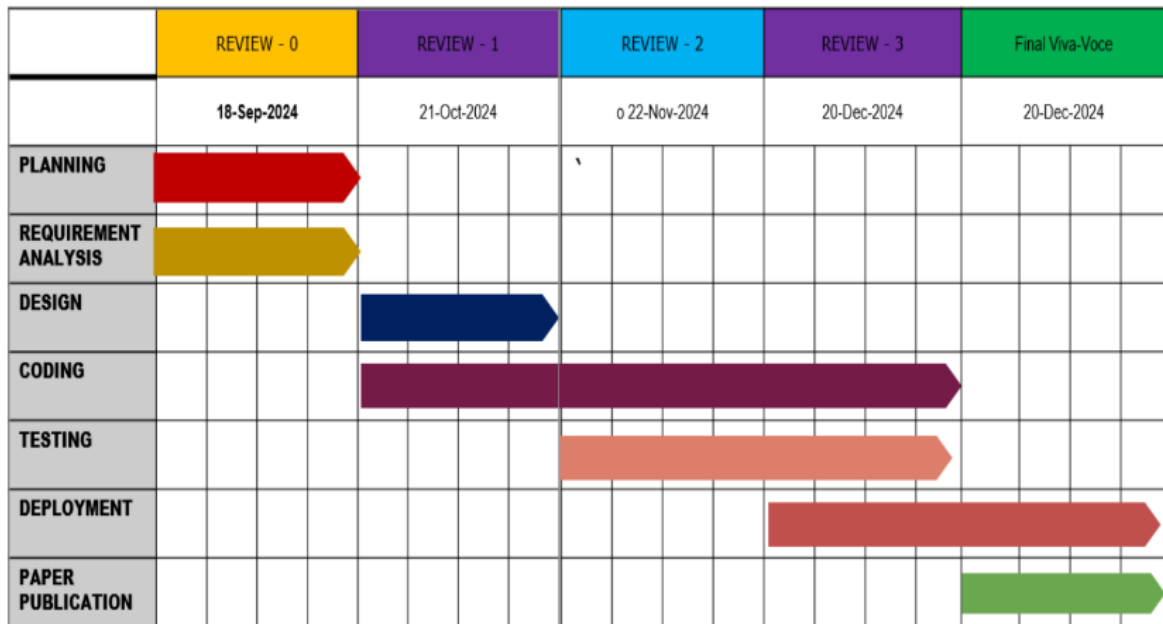 REVIEW - 0
REVIEW - 1
REVIEW - 2
REVIEW - 3
Final Viva-Voce
18-Sep-2024
21-Oct-2024
o 22-Nov-2024
20-Dec-2024
20-Dec-2024
PLANNING
`
REQUIREMENT
ANALYSIS
DESIGN
CODING
TESTING
DEPLOYMENT
PAPER
PUBLICATION